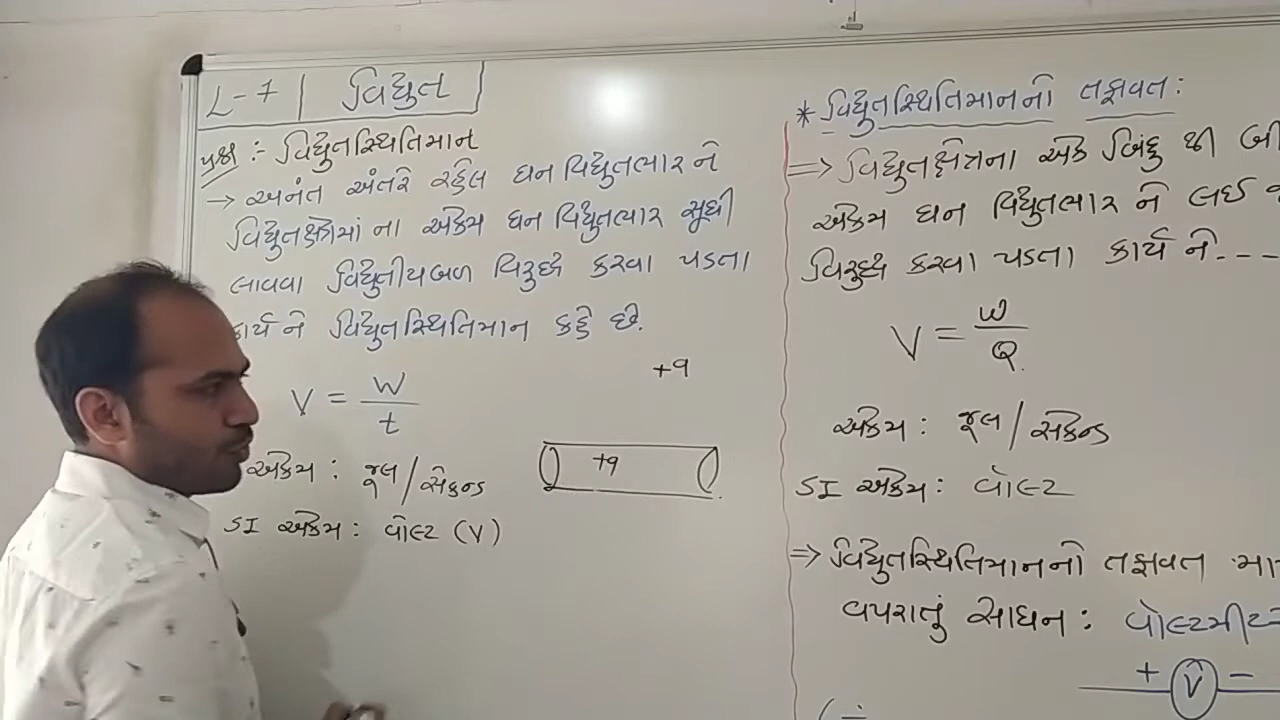 L-7 | વિદ્યુત
પ્રશ્ન :- વિદ્યુતસ્થિતિમાન
→ અનંત અંતરે રહેલ ધન વિદ્યુતભાર ને
વિદ્યુતક્ષેત્રમાં ના એકમ ધન વિદ્યુતભાર સુધી
લાવવા વિદ્યુતીયબળ વિરુદ્ધ કરવા પડતા
કાર્ય ને વિદ્યુતસ્થિતિમાન કહે છે.
V = W/t
એકમ : જૂલ/સેકન્ડ
SI એકમ : વોલ્ટ (V)
+q
+q
* વિદ્યુતસ્થિતિમાનનો તફાવત :
⇒ વિદ્યુતક્ષેત્રના એક બિંદુ થી બી
એકમ ધન વિદ્યુતભાર ને લઈ જ
વિરુદ્ધ કરવા પડતા કાર્ય ને----
V = W/Q
એકમ : જૂલ/સેકન્ડ
SI એકમ : વોલ્ટ
⇒ વિદ્યુતસ્થિતિમાનનો તફાવત મા
વપરાતું સાધન : વોલ્ટમીટર
+ V −